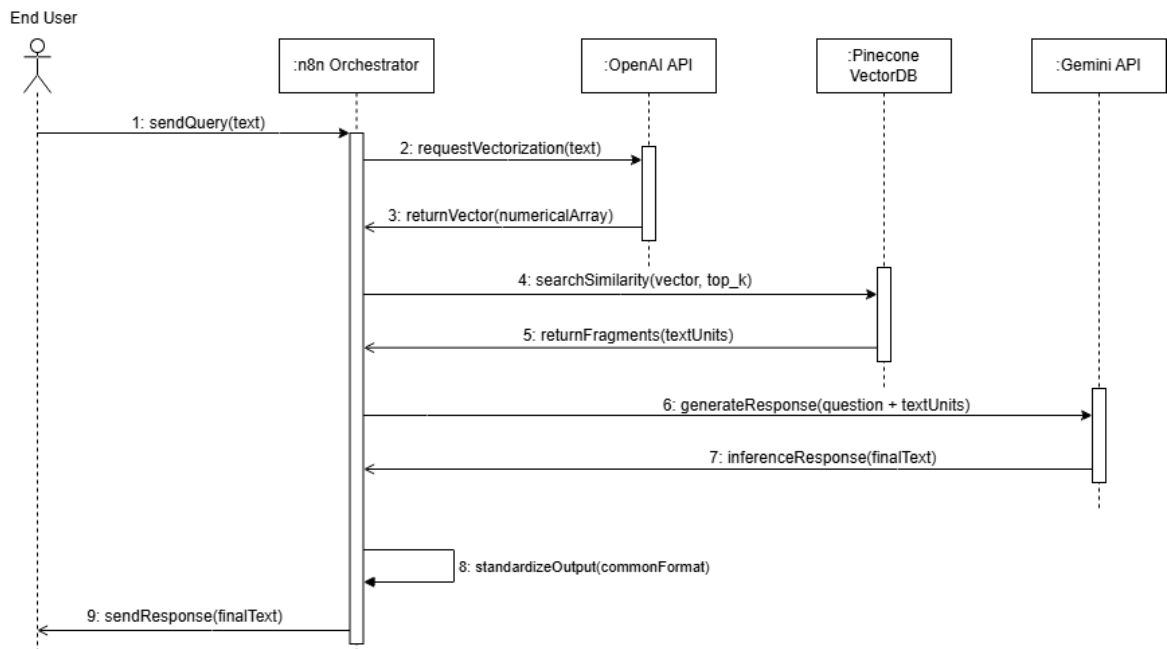 End User
:n8n Orchestrator
:OpenAI API
:Pinecone
VectorDB
:Gemini API
1: sendQuery(text)
2: requestVectorization(text)
3: returnVector(numericalArray)
4: searchSimilarity(vector, top_k)
5: returnFragments(textUnits)
6: generateResponse(question + textUnits)
7: inferenceResponse(finalText)
8: standardizeOutput(commonFormat)
9: sendResponse(finalText)